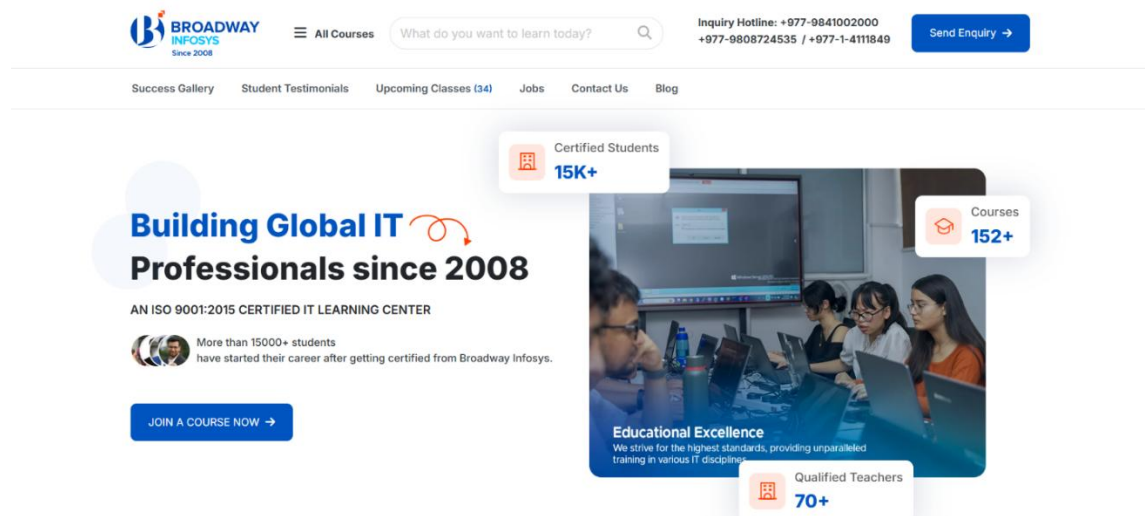 BROADWAY
INFOSYS
Since 2008
All Courses
What do you want to learn today?
Inquiry Hotline: +977-9841002000
+977-9808724535 / +977-1-4111849
Send Enquiry →
Success Gallery
Student Testimonials
Upcoming Classes (34)
Jobs
Contact Us
Blog
Certified Students
15K+
Courses
152+
Building Global IT
Professionals since 2008
AN ISO 9001:2015 CERTIFIED IT LEARNING CENTER
More than 15000+ students
have started their career after getting certified from Broadway Infosys.
JOIN A COURSE NOW →
Educational Excellence
We strive for the highest standards, providing unparalleled
training in various IT disciplines
Qualified Teachers
70+